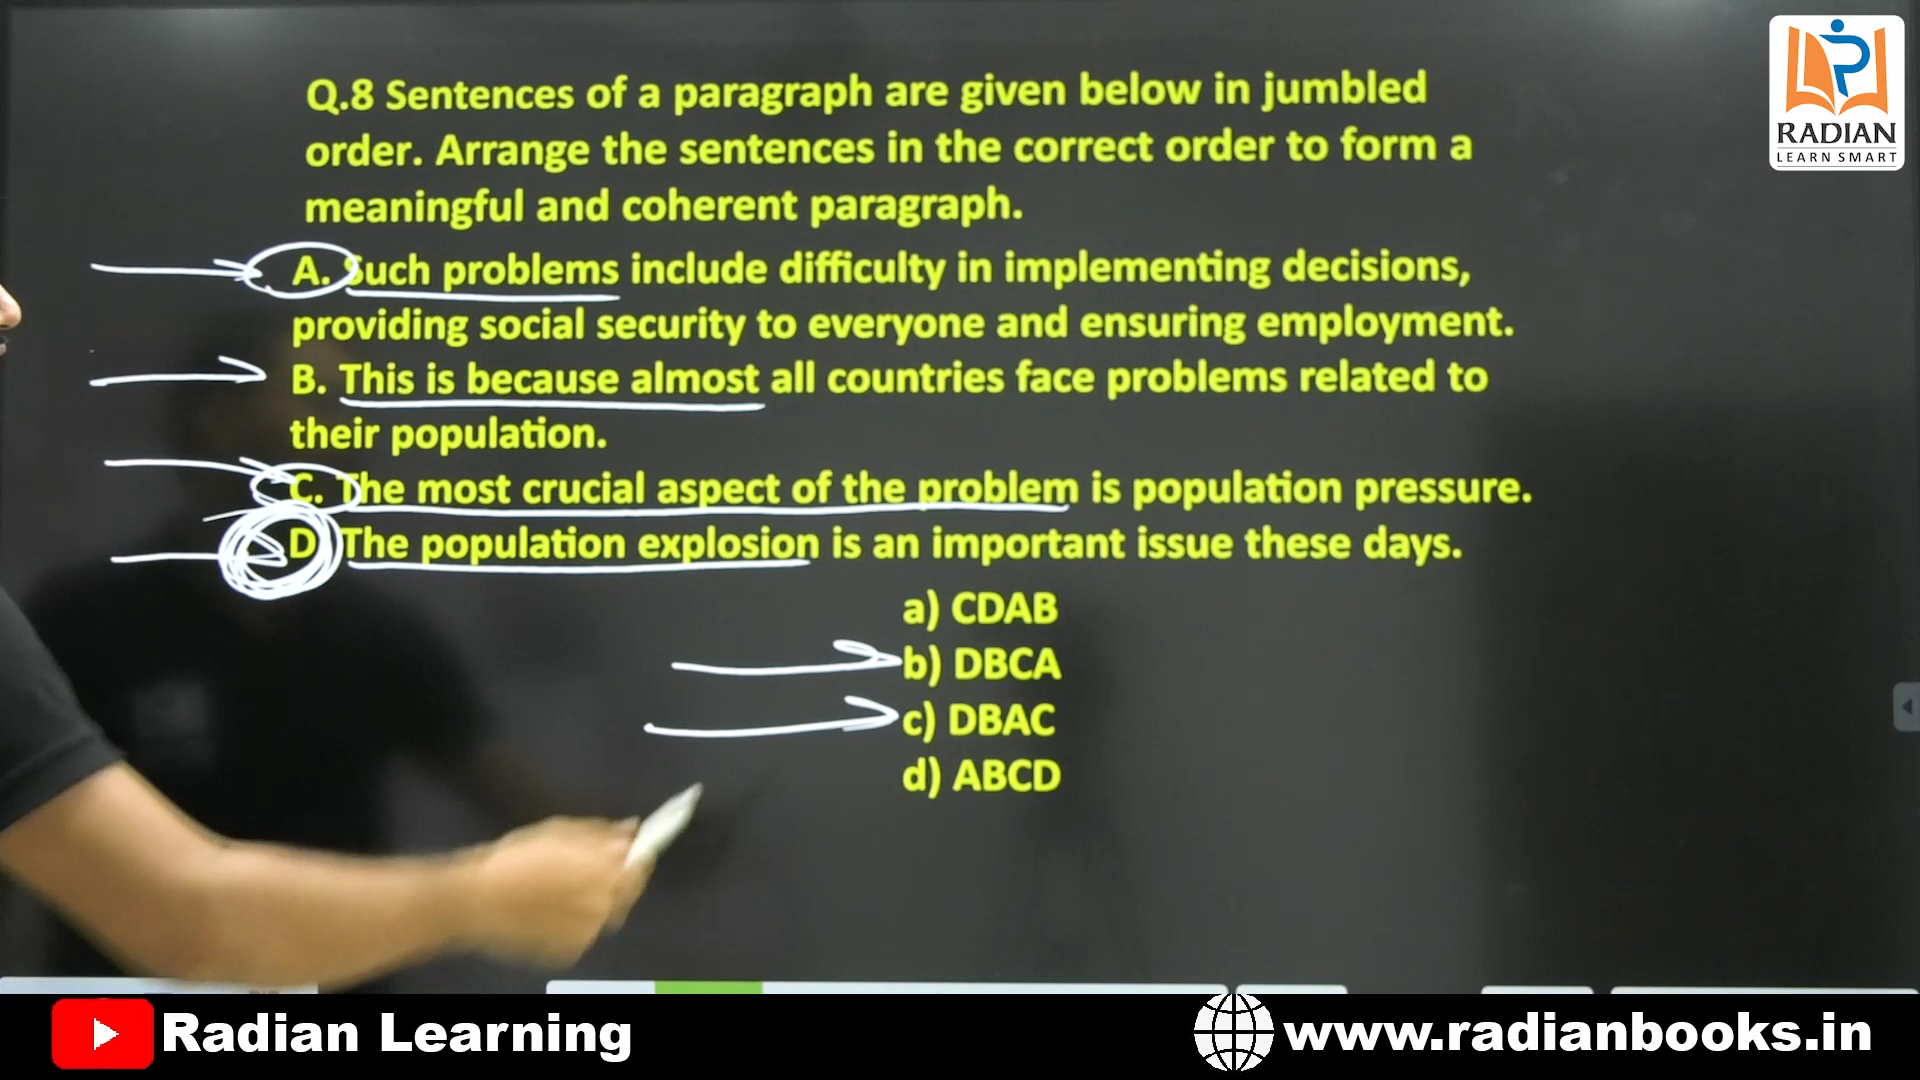 RADIAN
LEARN SMART
Q.8 Sentences of a paragraph are given below in jumbled
order. Arrange the sentences in the correct order to form a
meaningful and coherent paragraph.
A. Such problems include difficulty in implementing decisions,
providing social security to everyone and ensuring employment.
B. This is because almost all countries face problems related to
their population.
C. The most crucial aspect of the problem is population pressure.
D. The population explosion is an important issue these days.
a) CDAB
b) DBCA
c) DBAC
d) ABCD
Radian Learning
www.radianbooks.in